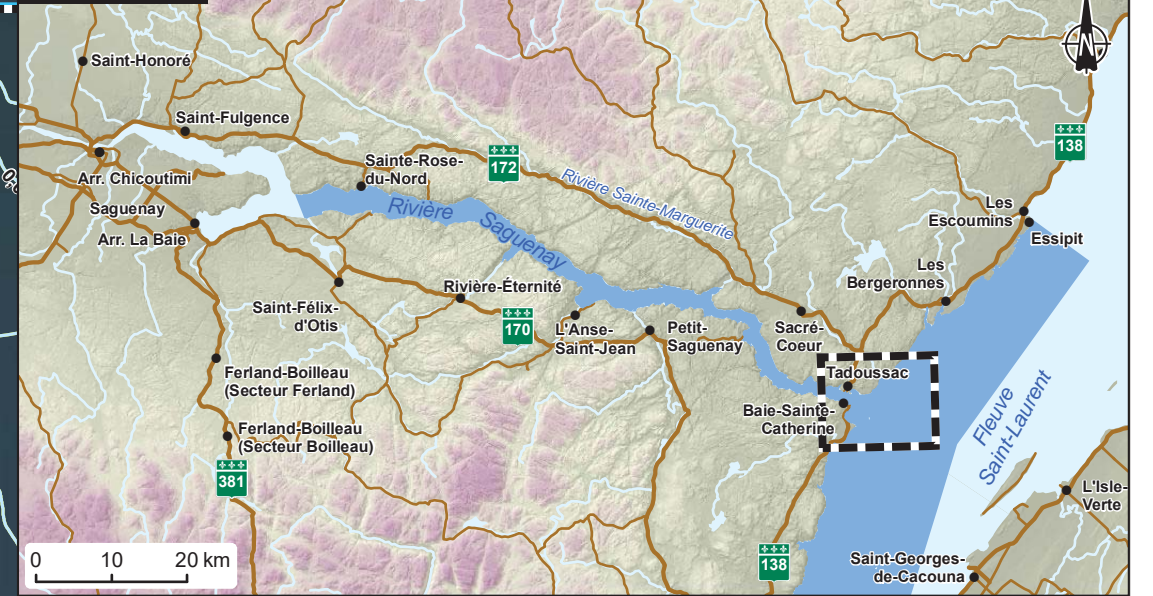 N
Saint-Honoré
138
Saint-Fulgence
172
Sainte-Rose-
du-Nord
Arr. Chicoutimi
Rivière Sainte-Marguerite
Saguenay
Rivière Saguenay
Les
Escoumins
Arr. La Baie
Essipit
Les
Bergeronnes
Rivière-Éternité
Saint-Félix-
d'Otis
170
L'Anse-
Saint-Jean
Petit-
Saguenay
Sacré-
Coeur
Ferland-Boilleau
(Secteur Ferland)
Tadoussac
Baie-Sainte-
Catherine
Fleuve
Saint-Laurent
Ferland-Boilleau
(Secteur Boilleau)
381
L'Isle-
Verte
0 10 20 km
138
Saint-Georges-
de-Cacouna